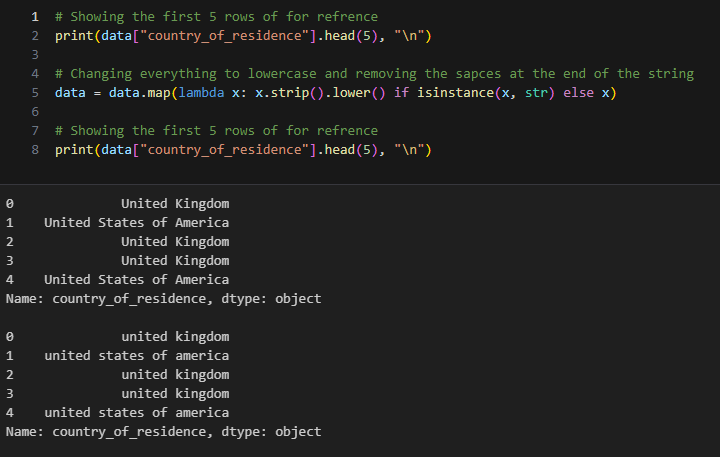 1 # Showing the first 5 rows of for refrence
2 print(data["country_of_residence"].head(5), "\n")
3
4 # Changing everything to lowercase and removing the sapces at the end of the string
5 data = data.map(lambda x: x.strip().lower() if isinstance(x, str) else x)
6
7 # Showing the first 5 rows of for refrence
8 print(data["country_of_residence"].head(5), "\n")
0 United Kingdom
1 United States of America
2 United Kingdom
3 United Kingdom
4 United States of America
Name: country_of_residence, dtype: object
0 united kingdom
1 united states of america
2 united kingdom
3 united kingdom
4 united states of america
Name: country_of_residence, dtype: object